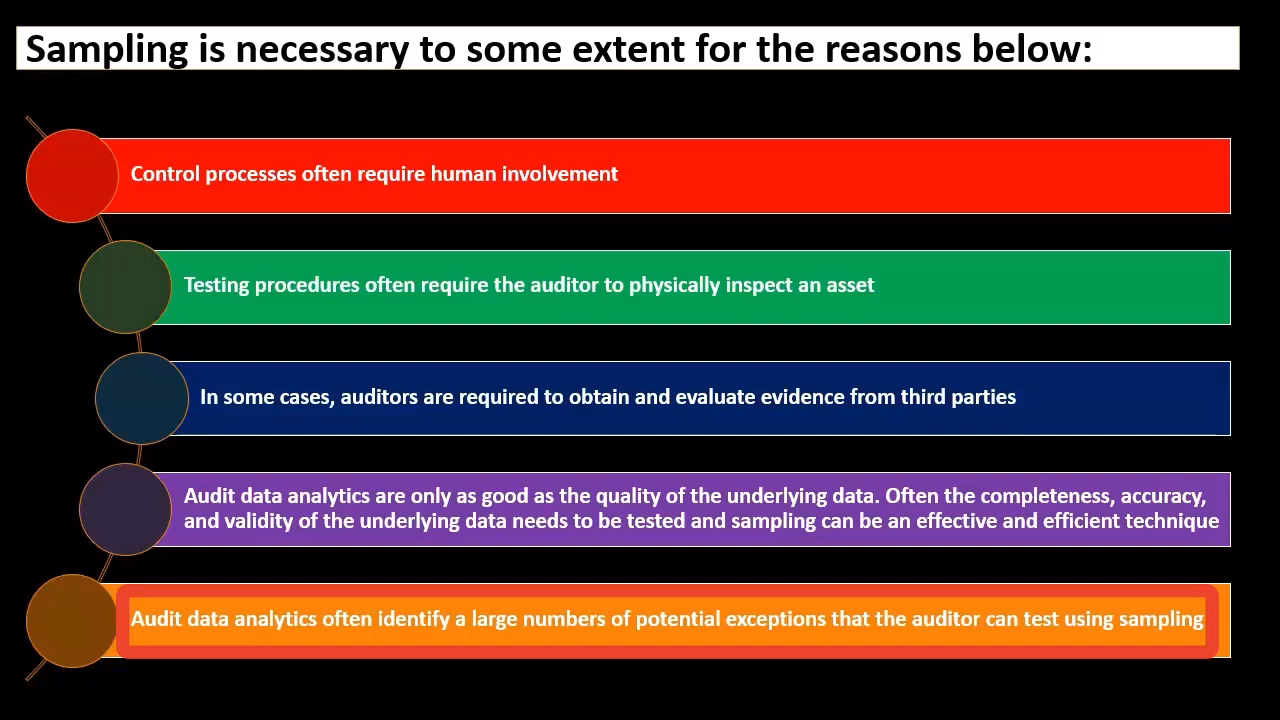 Sampling is necessary to some extent for the reasons below:
Control processes often require human involvement
Testing procedures often require the auditor to physically inspect an asset
In some cases, auditors are required to obtain and evaluate evidence from third parties
Audit data analytics are only as good as the quality of the underlying data. Often the completeness, accuracy,
and validity of the underlying data needs to be tested and sampling can be an effective and efficient technique
Audit data analytics often identify a large numbers of potential exceptions that the auditor can test using sampling